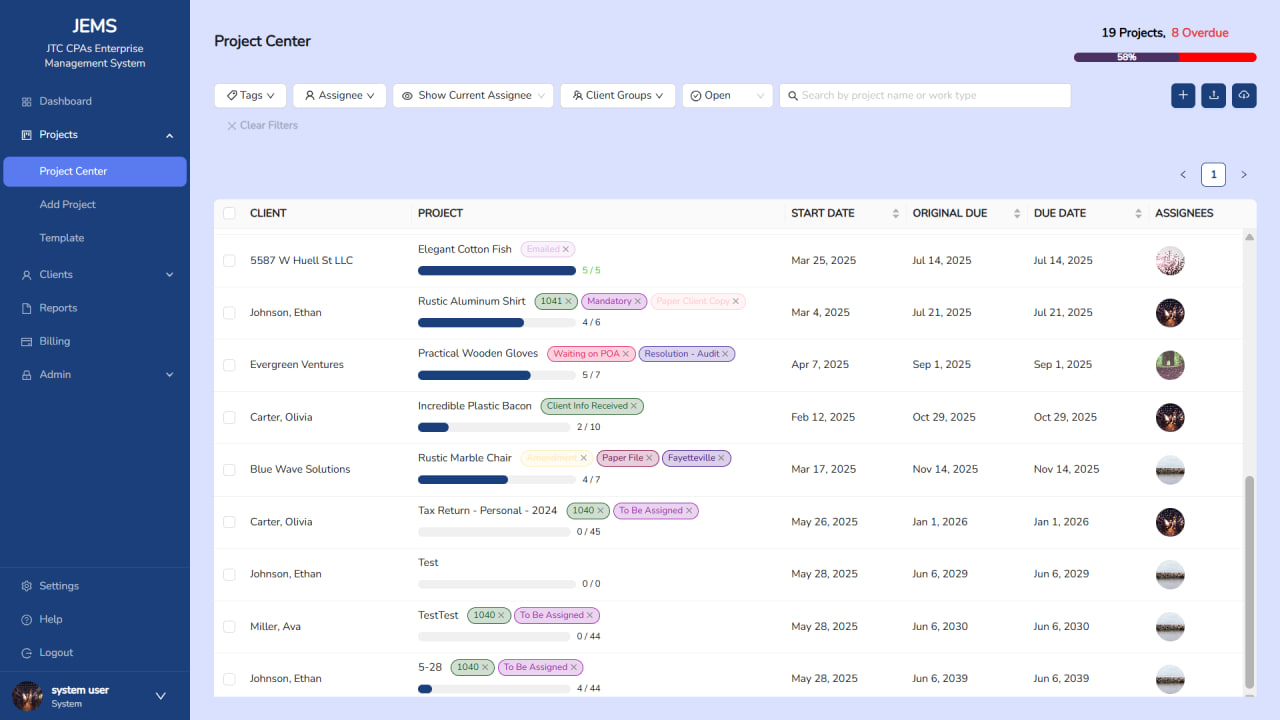 JEMS
JTC CPAs Enterprise
Management System
Dashboard
Projects
Project Center
Add Project
Template
Clients
Reports
Billing
Admin
Settings
Help
Logout
system user
System
Project Center
19 Projects, 8 Overdue
58%
Tags Assignee Show Current Assignee Client Groups Open Search by project name or work type
Clear Filters
1
CLIENT PROJECT START DATE ORIGINAL DUE DUE DATE ASSIGNEES
Elegant Cotton Fish Emailed
5587 W Huell St LLC Mar 25, 2025 Jul 14, 2025 Jul 14, 2025
5 / 5
Rustic Aluminum Shirt 1041 Mandatory Paper Client Copy
Johnson, Ethan Mar 4, 2025 Jul 21, 2025 Jul 21, 2025
4 / 6
Practical Wooden Gloves Waiting on POA Resolution - Audit
Evergreen Ventures Apr 7, 2025 Sep 1, 2025 Sep 1, 2025
5 / 7
Incredible Plastic Bacon Client Info Received
Carter, Olivia Feb 12, 2025 Oct 29, 2025 Oct 29, 2025
2 / 10
Rustic Marble Chair Amendment Paper File Fayetteville
Blue Wave Solutions Mar 17, 2025 Nov 14, 2025 Nov 14, 2025
4 / 7
Tax Return - Personal - 2024 1040 To Be Assigned
Carter, Olivia May 26, 2025 Jan 1, 2026 Jan 1, 2026
0 / 45
Test
Johnson, Ethan May 28, 2025 Jun 6, 2029 Jun 6, 2029
0 / 0
TestTest 1040 To Be Assigned
Miller, Ava May 28, 2025 Jun 6, 2030 Jun 6, 2030
0 / 44
5-28 1040 To Be Assigned
Johnson, Ethan May 28, 2025 Jun 6, 2039 Jun 6, 2039
4 / 44